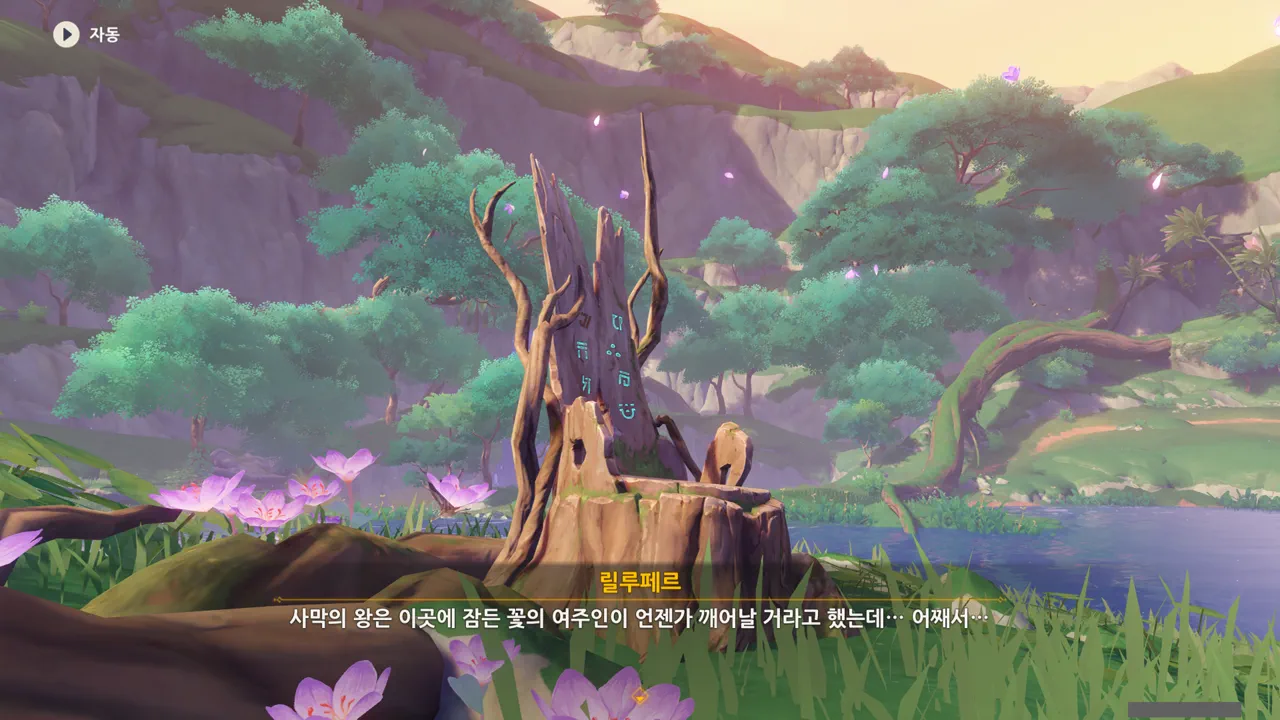 자동
릴루페르
사막의 왕은 이곳에 잠든 꽃의 여주인이 언젠가 깨어날 거라고 했는데… 어째서…